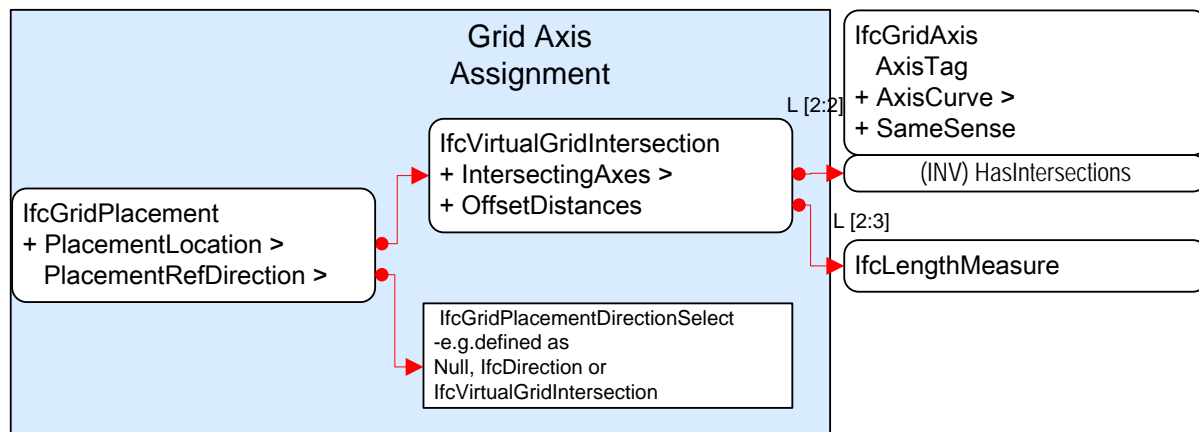 Grid Axis
Assignment
IfcGridPlacement
+ PlacementLocation >
PlacementRefDirection >
IfcVirtualGridIntersection
+ IntersectingAxes >
+ OffsetDistances
IfcGridPlacementDirectionSelect
-e.g.defined as
Null, IfcDirection or
IfcVirtualGridIntersection
L [2:2]
IfcGridAxis
AxisTag
+ AxisCurve >
+ SameSense
(INV) HasIntersections
L [2:3]
IfcLengthMeasure